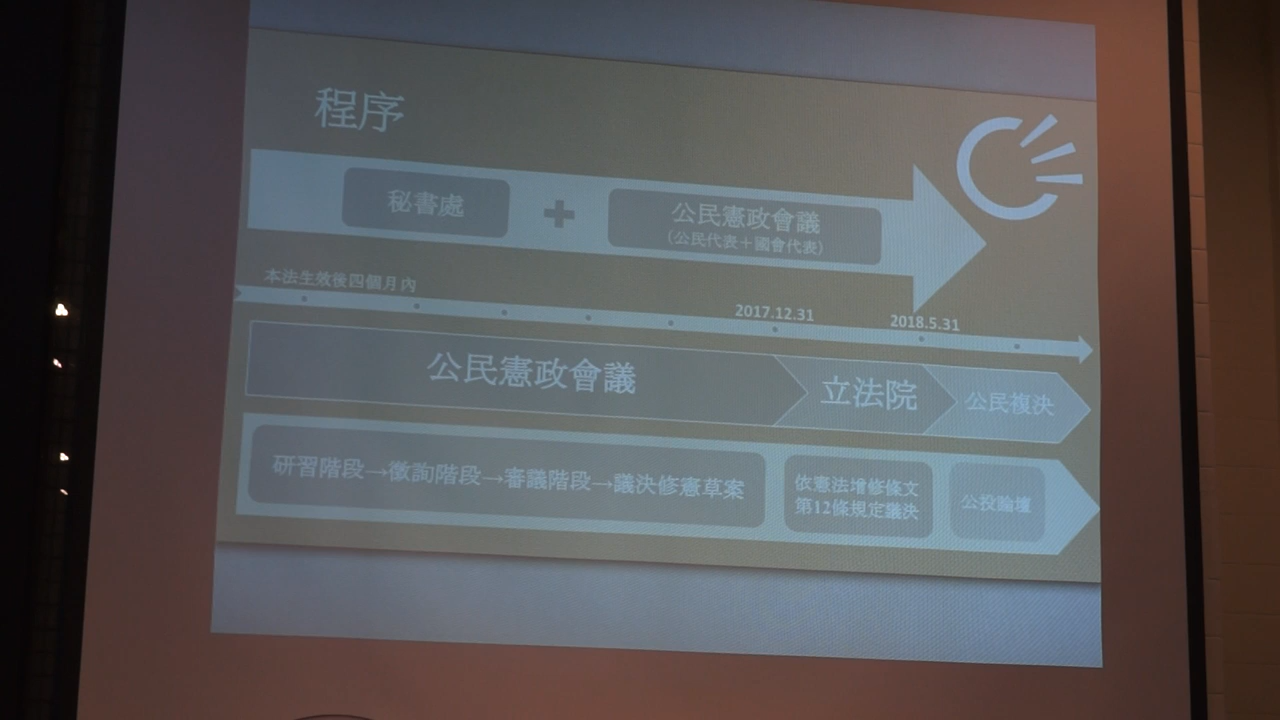 程序
秘書處
公民憲政會議
(公民代表+國會代表)
本法生效後四個月內
2017.12.31
2018.5.31
公民憲政會議
立法院
公民複決
研習階段→徵詢階段→審議階段→議決修憲草案
依憲法增修條文
第12條規定議決
公投論壇